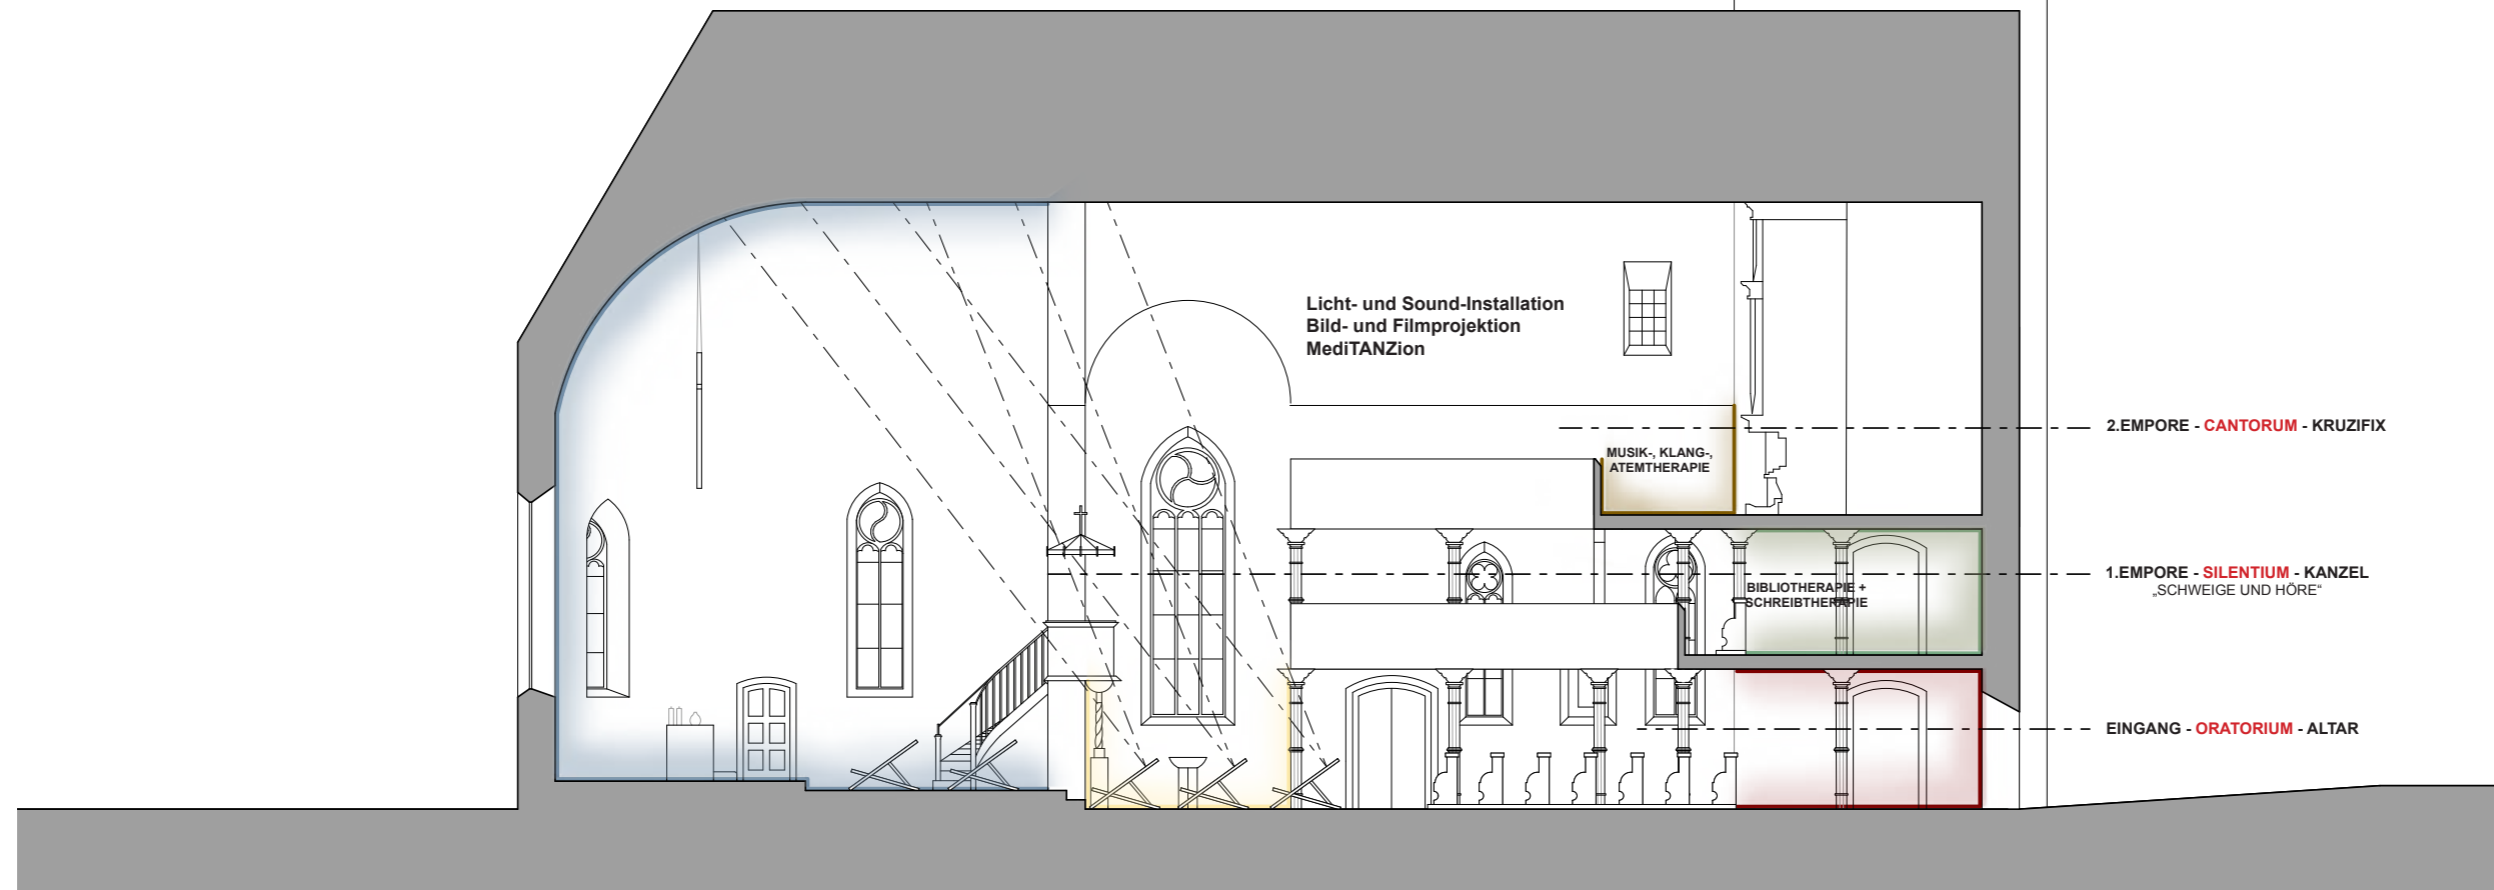 Licht- und Sound-Installation
Bild- und Filmprojektion
MediTANZion
2.EMPORE - CANTORUM - KRUZIFIX
MUSIK-, KLANG-,
ATEMTHERAPIE
1.EMPORE - SILENTIUM - KANZEL
„SCHWEIGE UND HÖRE“
BIBLIOTHERAPIE +
SCHREIBTHERAPIE
EINGANG - ORATORIUM - ALTAR